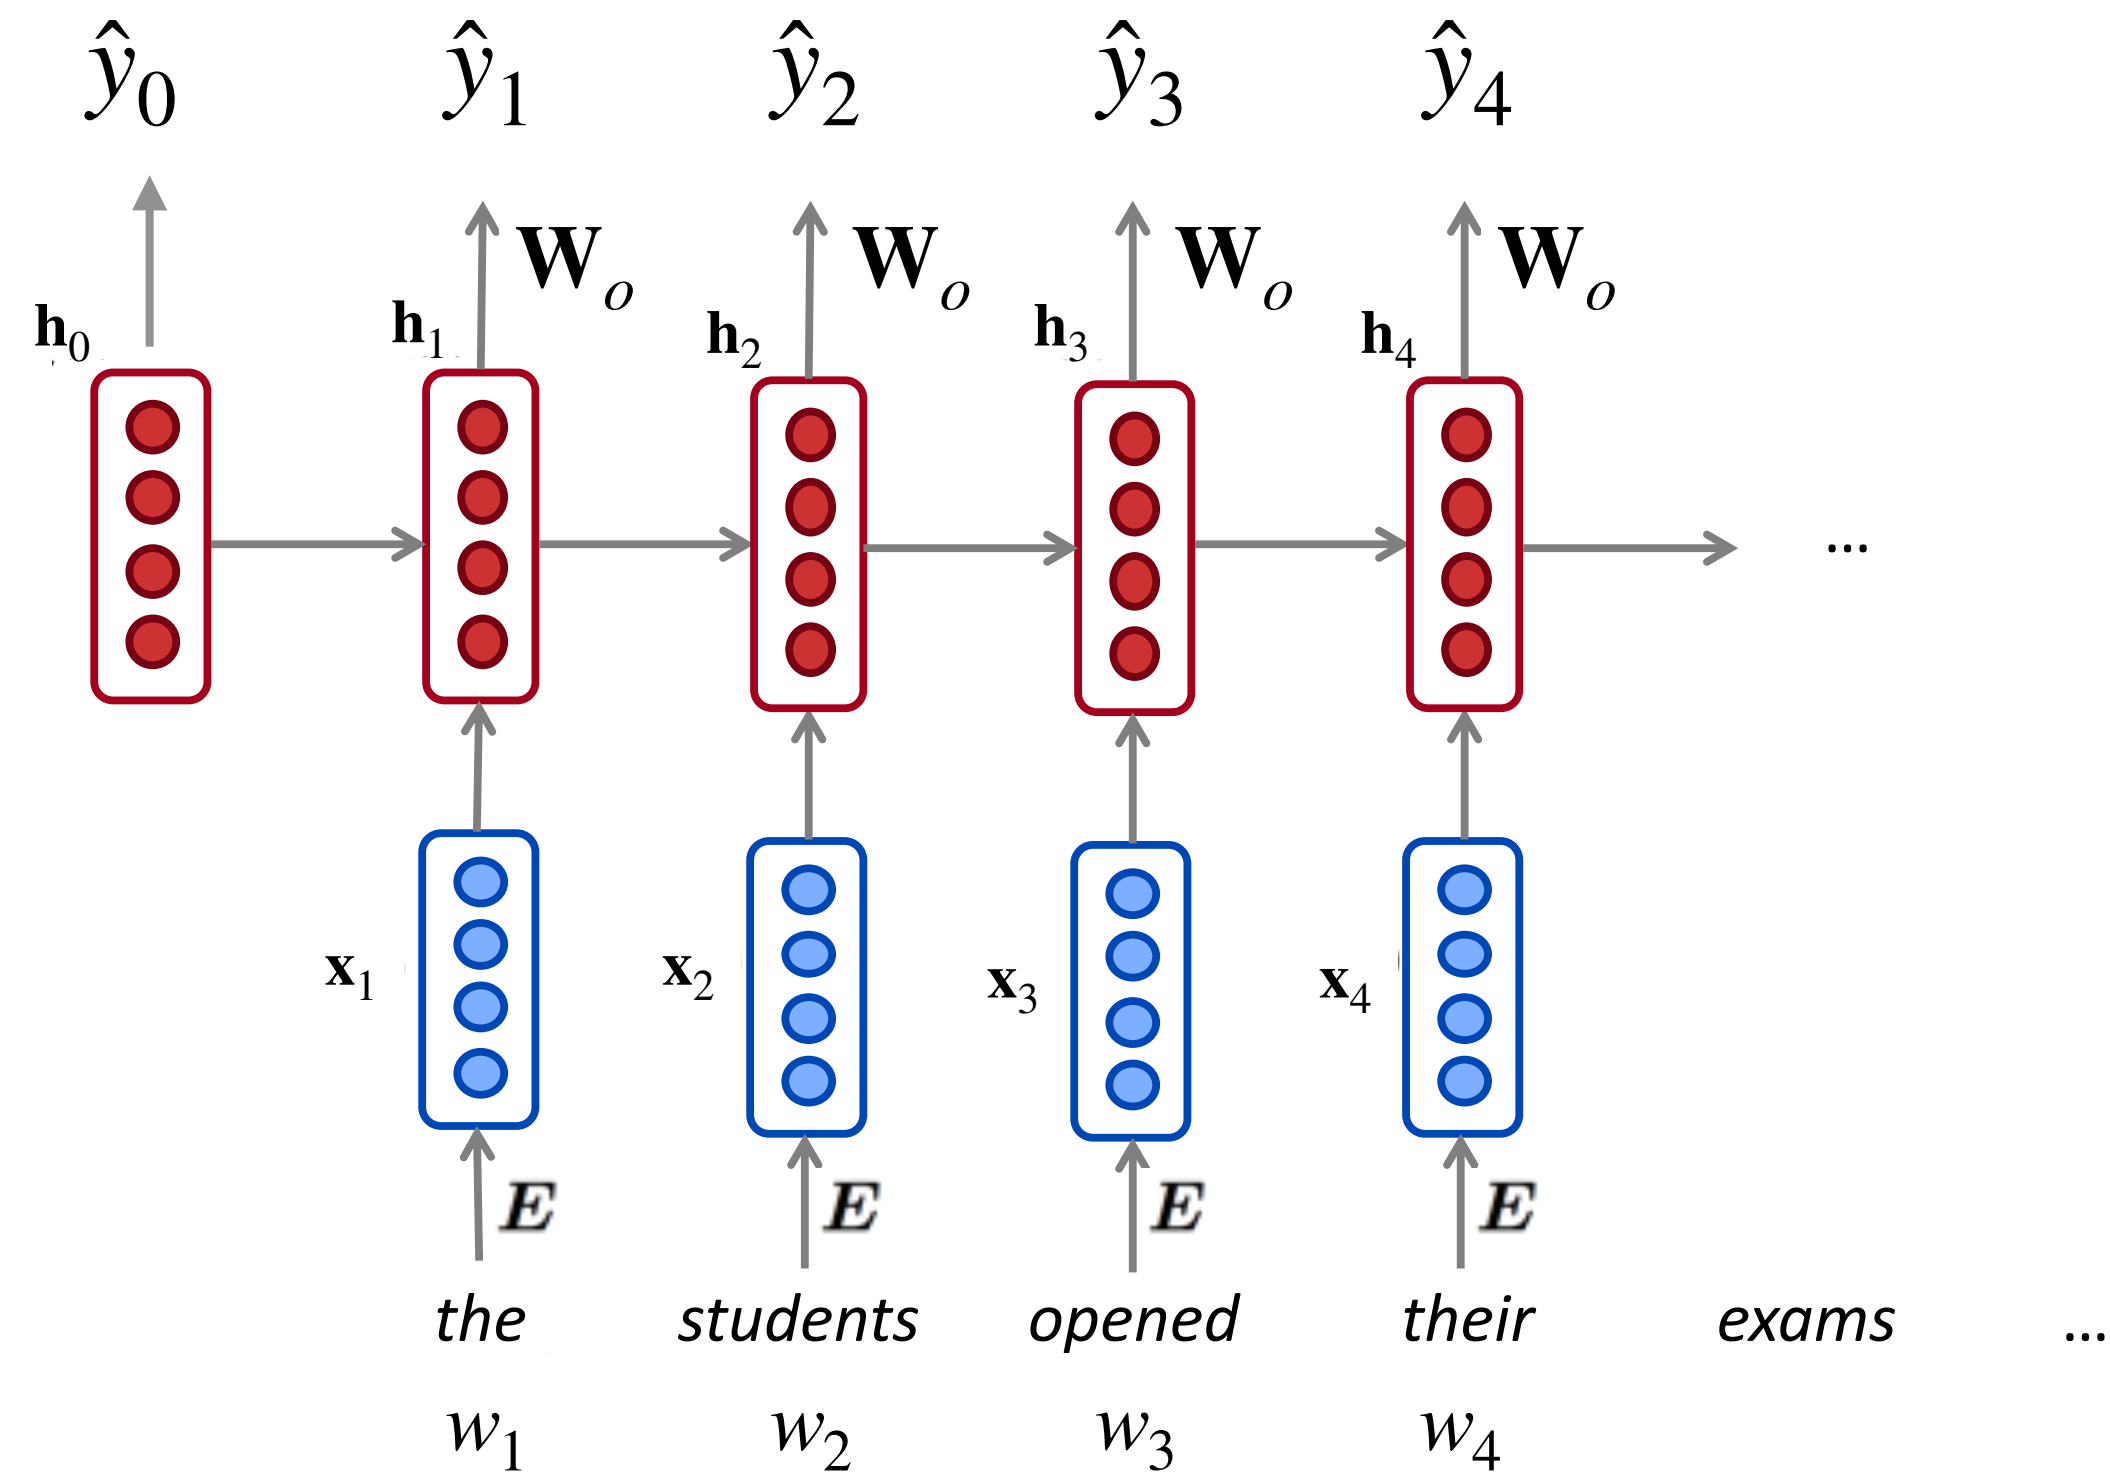 ŷ₀ ŷ₁ ŷ₂ ŷ₃ ŷ₄
𝐖ₒ 𝐖ₒ 𝐖ₒ 𝐖ₒ
𝐡₀ 𝐡₁ 𝐡₂ 𝐡₃ 𝐡₄
...
𝐱₁ 𝐱₂ 𝐱₃ 𝐱₄
E E E E
the students opened their exams ...
w₁ w₂ w₃ w₄